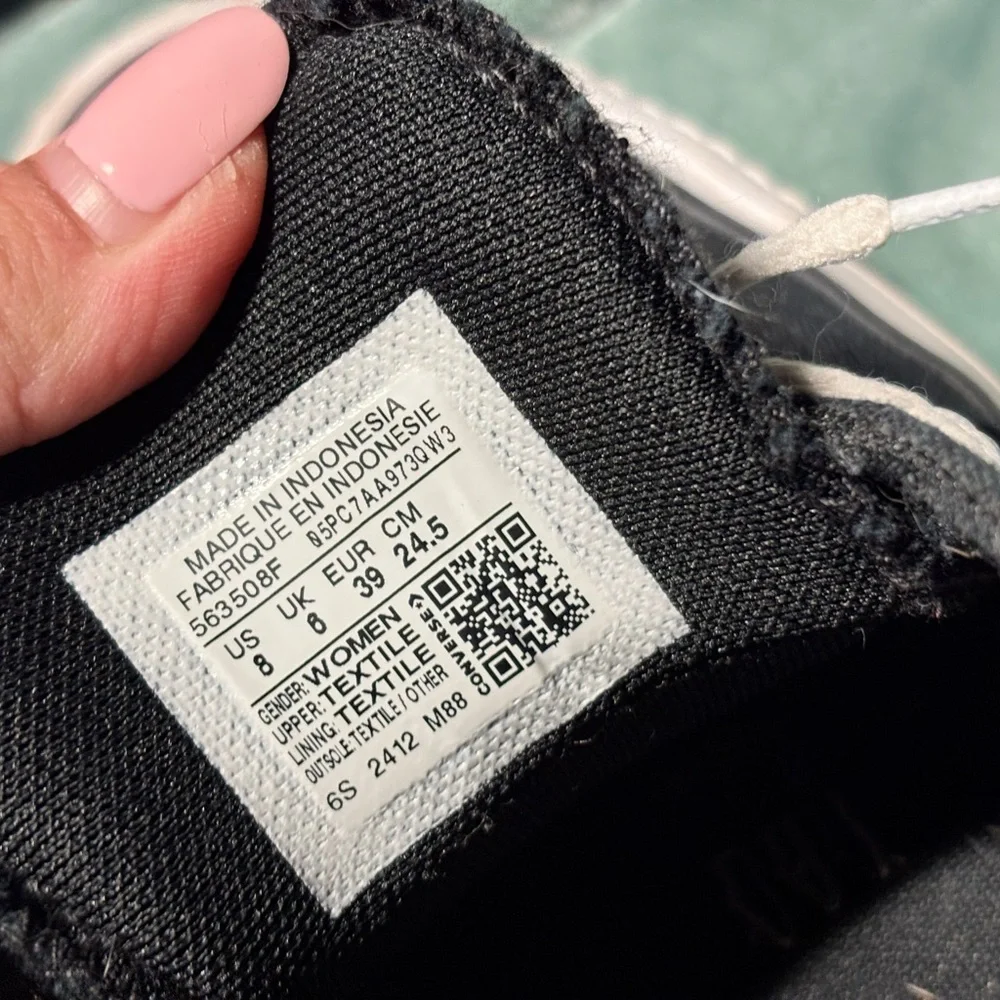 MADE IN INDONESIA
FABRIQUE EN INDONESIE
563508F 05PC7AA973QW3
US UK EUR CM
8 6 39 24.5
GENDER: WOMEN
UPPER: TEXTILE
LINING: TEXTILE
OUTSOLE:TEXTILE / OTHER
6S 2412 M88
CONVERSE